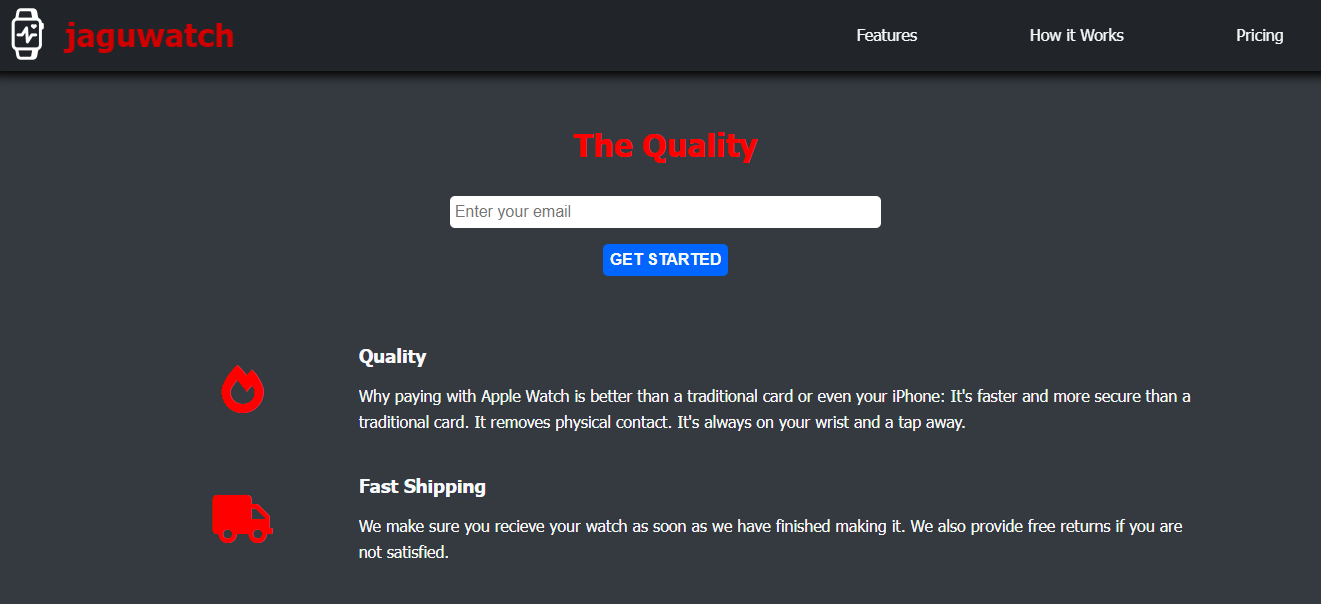 jaguwatch
Features
How it Works
Pricing
The Quality
Enter your email
GET STARTED
Quality
Why paying with Apple Watch is better than a traditional card or even your iPhone: It's faster and more secure than a
traditional card. It removes physical contact. It's always on your wrist and a tap away.
Fast Shipping
We make sure you recieve your watch as soon as we have finished making it. We also provide free returns if you are
not satisfied.